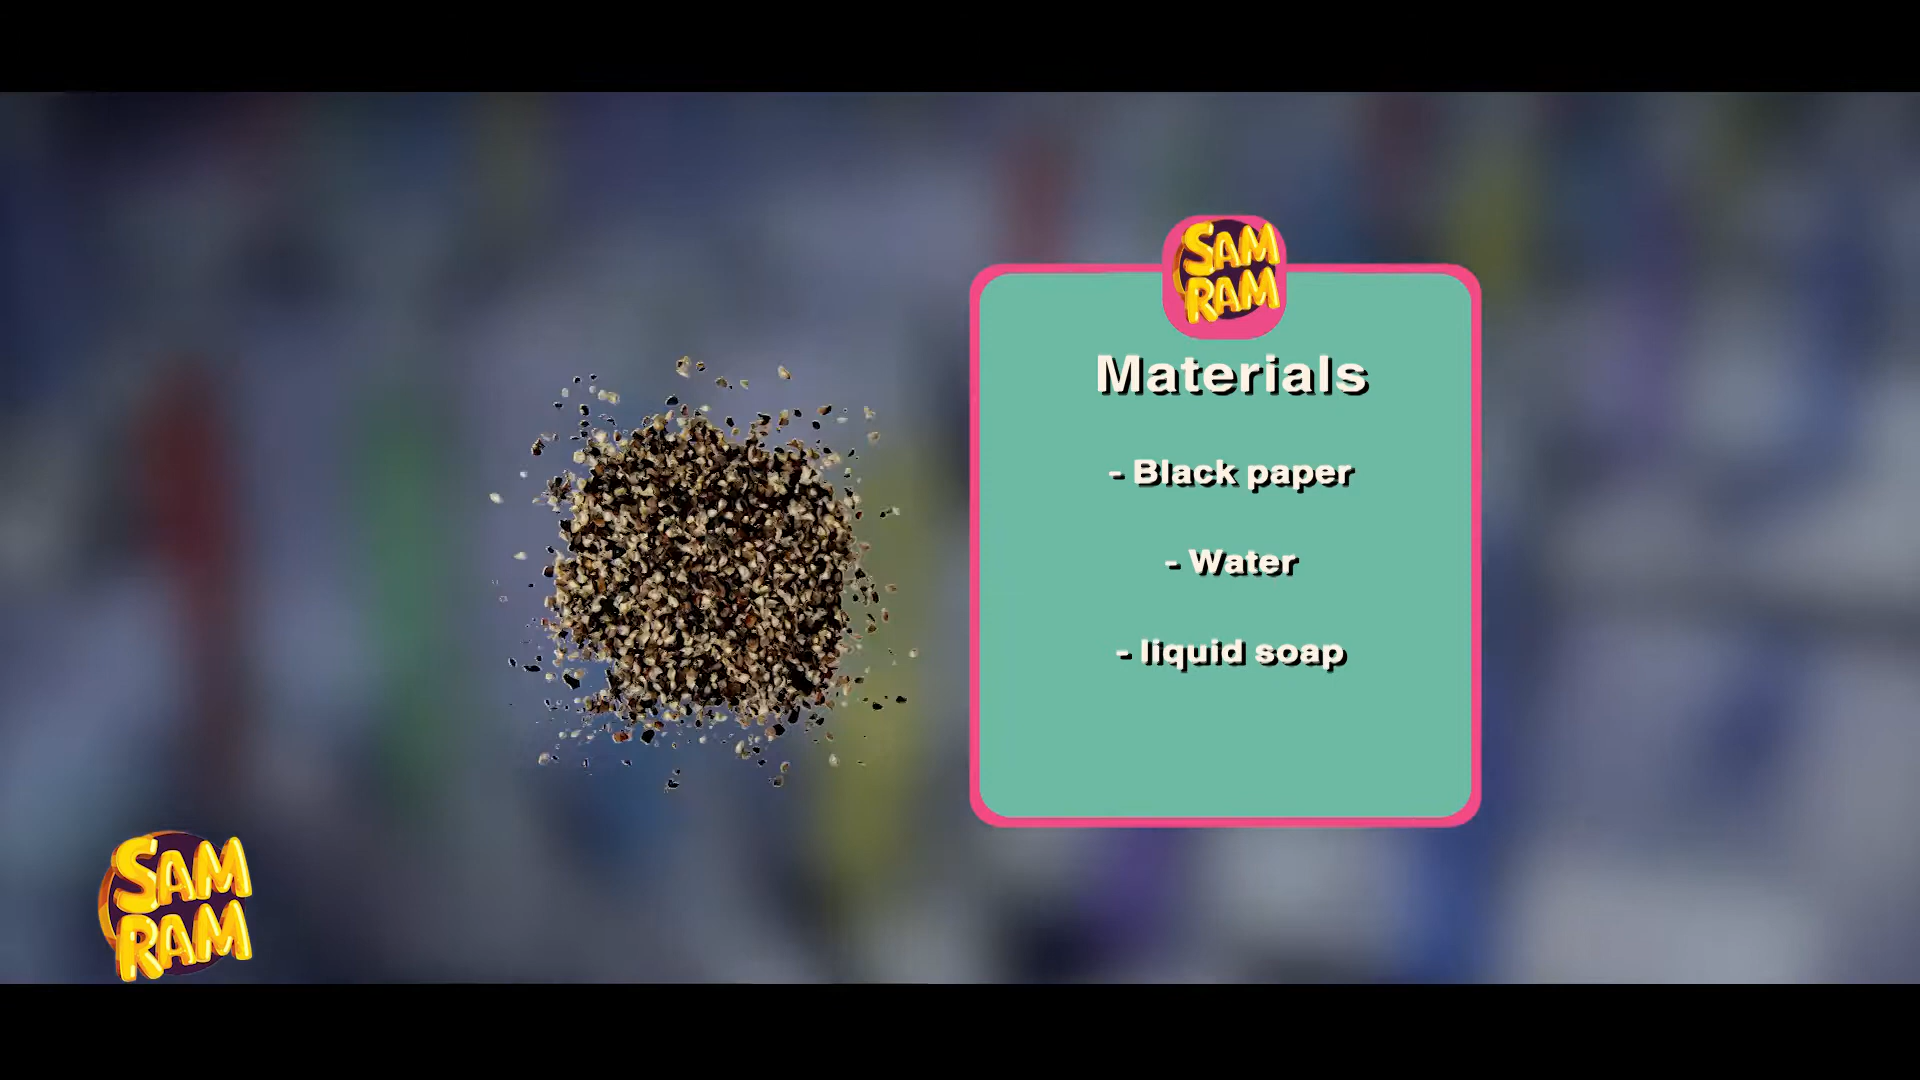 SAM
RAM
Materials
- Black paper
- Water
- liquid soap
SAM
RAM